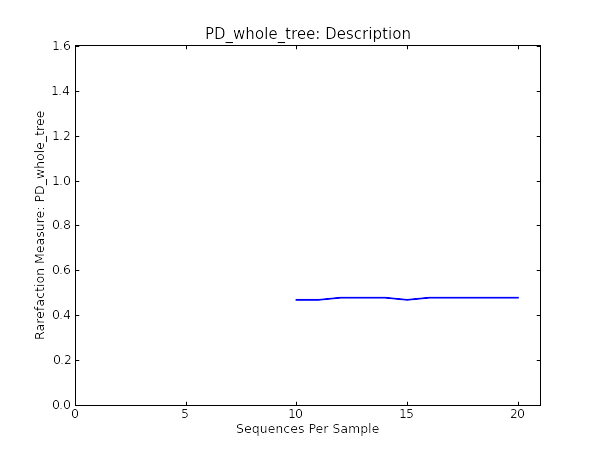 PD_whole_tree: Description
1.6
1.4
1.2
1.0
0.8
0.6
0.4
0.2
0.0
Rarefaction Measure: PD_whole_tree
0 5 10 15 20
Sequences Per Sample